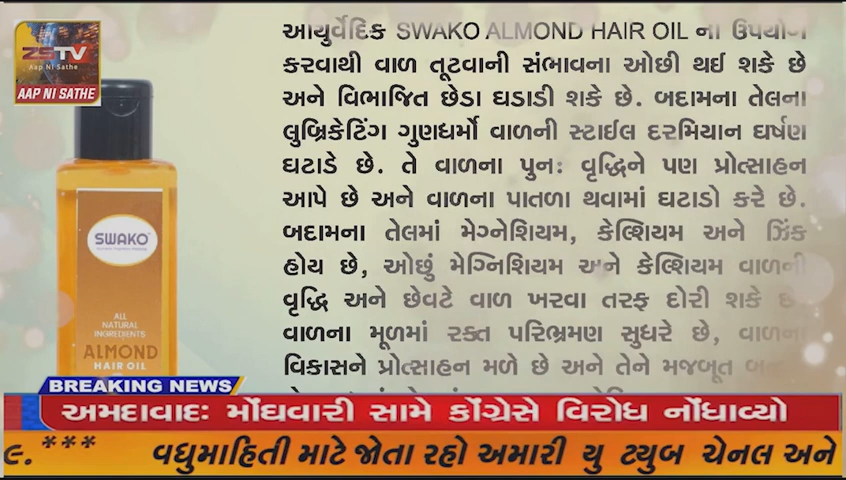 ZSTV
Aap Ni Sathe
AAP NI SATHE
આયુર્વેદિક SWAKO ALMOND HAIR OIL ના ઉપયોગ
કરવાથી વાળ તૂટવાની સંભાવના ઓછી થઈ શકે છે
અને વિભાજિત છેડા ઘડાડી શકે છે. બદામના તેલના
લુબ્રિકેટિંગ ગુણધર્મો વાળની સ્ટાઈલ દરમિયાન ઘર્ષણ
ઘટાડે છે. તે વાળના પુન: વૃદ્ધિને પણ પ્રોત્સાહન
આપે છે અને વાળના પાતળા થવામાં ઘટાડો કરે છે.
બદામના તેલમાં મેગ્નેશિયમ, કેલ્શિયમ અને ઝિંક
હોય છે, ઓછું મેગ્નિશિયમ અને કેલ્શિયમ વાળની
વૃદ્ધિ અને છેવટે વાળ ખરવા તરફ દોરી શકે છે.
વાળના મૂળમાં રક્ત પરિભ્રમણ સુધરે છે, વાળના
વિકાસને પ્રોત્સાહન મળે છે અને તેને મજબૂત
SWAKO
ALL
NATURAL
INGREDIENTS
ALMOND
HAIR OIL
BREAKING NEWS
અમદાવાદઃ મોંઘવારી સામે કોંગ્રેસે વિરોધ નોંધાવ્યો
૯. *** વધુમાહિતી માટે જોતા રહો અમારી યુ ટ્યુબ ચેનલ અને